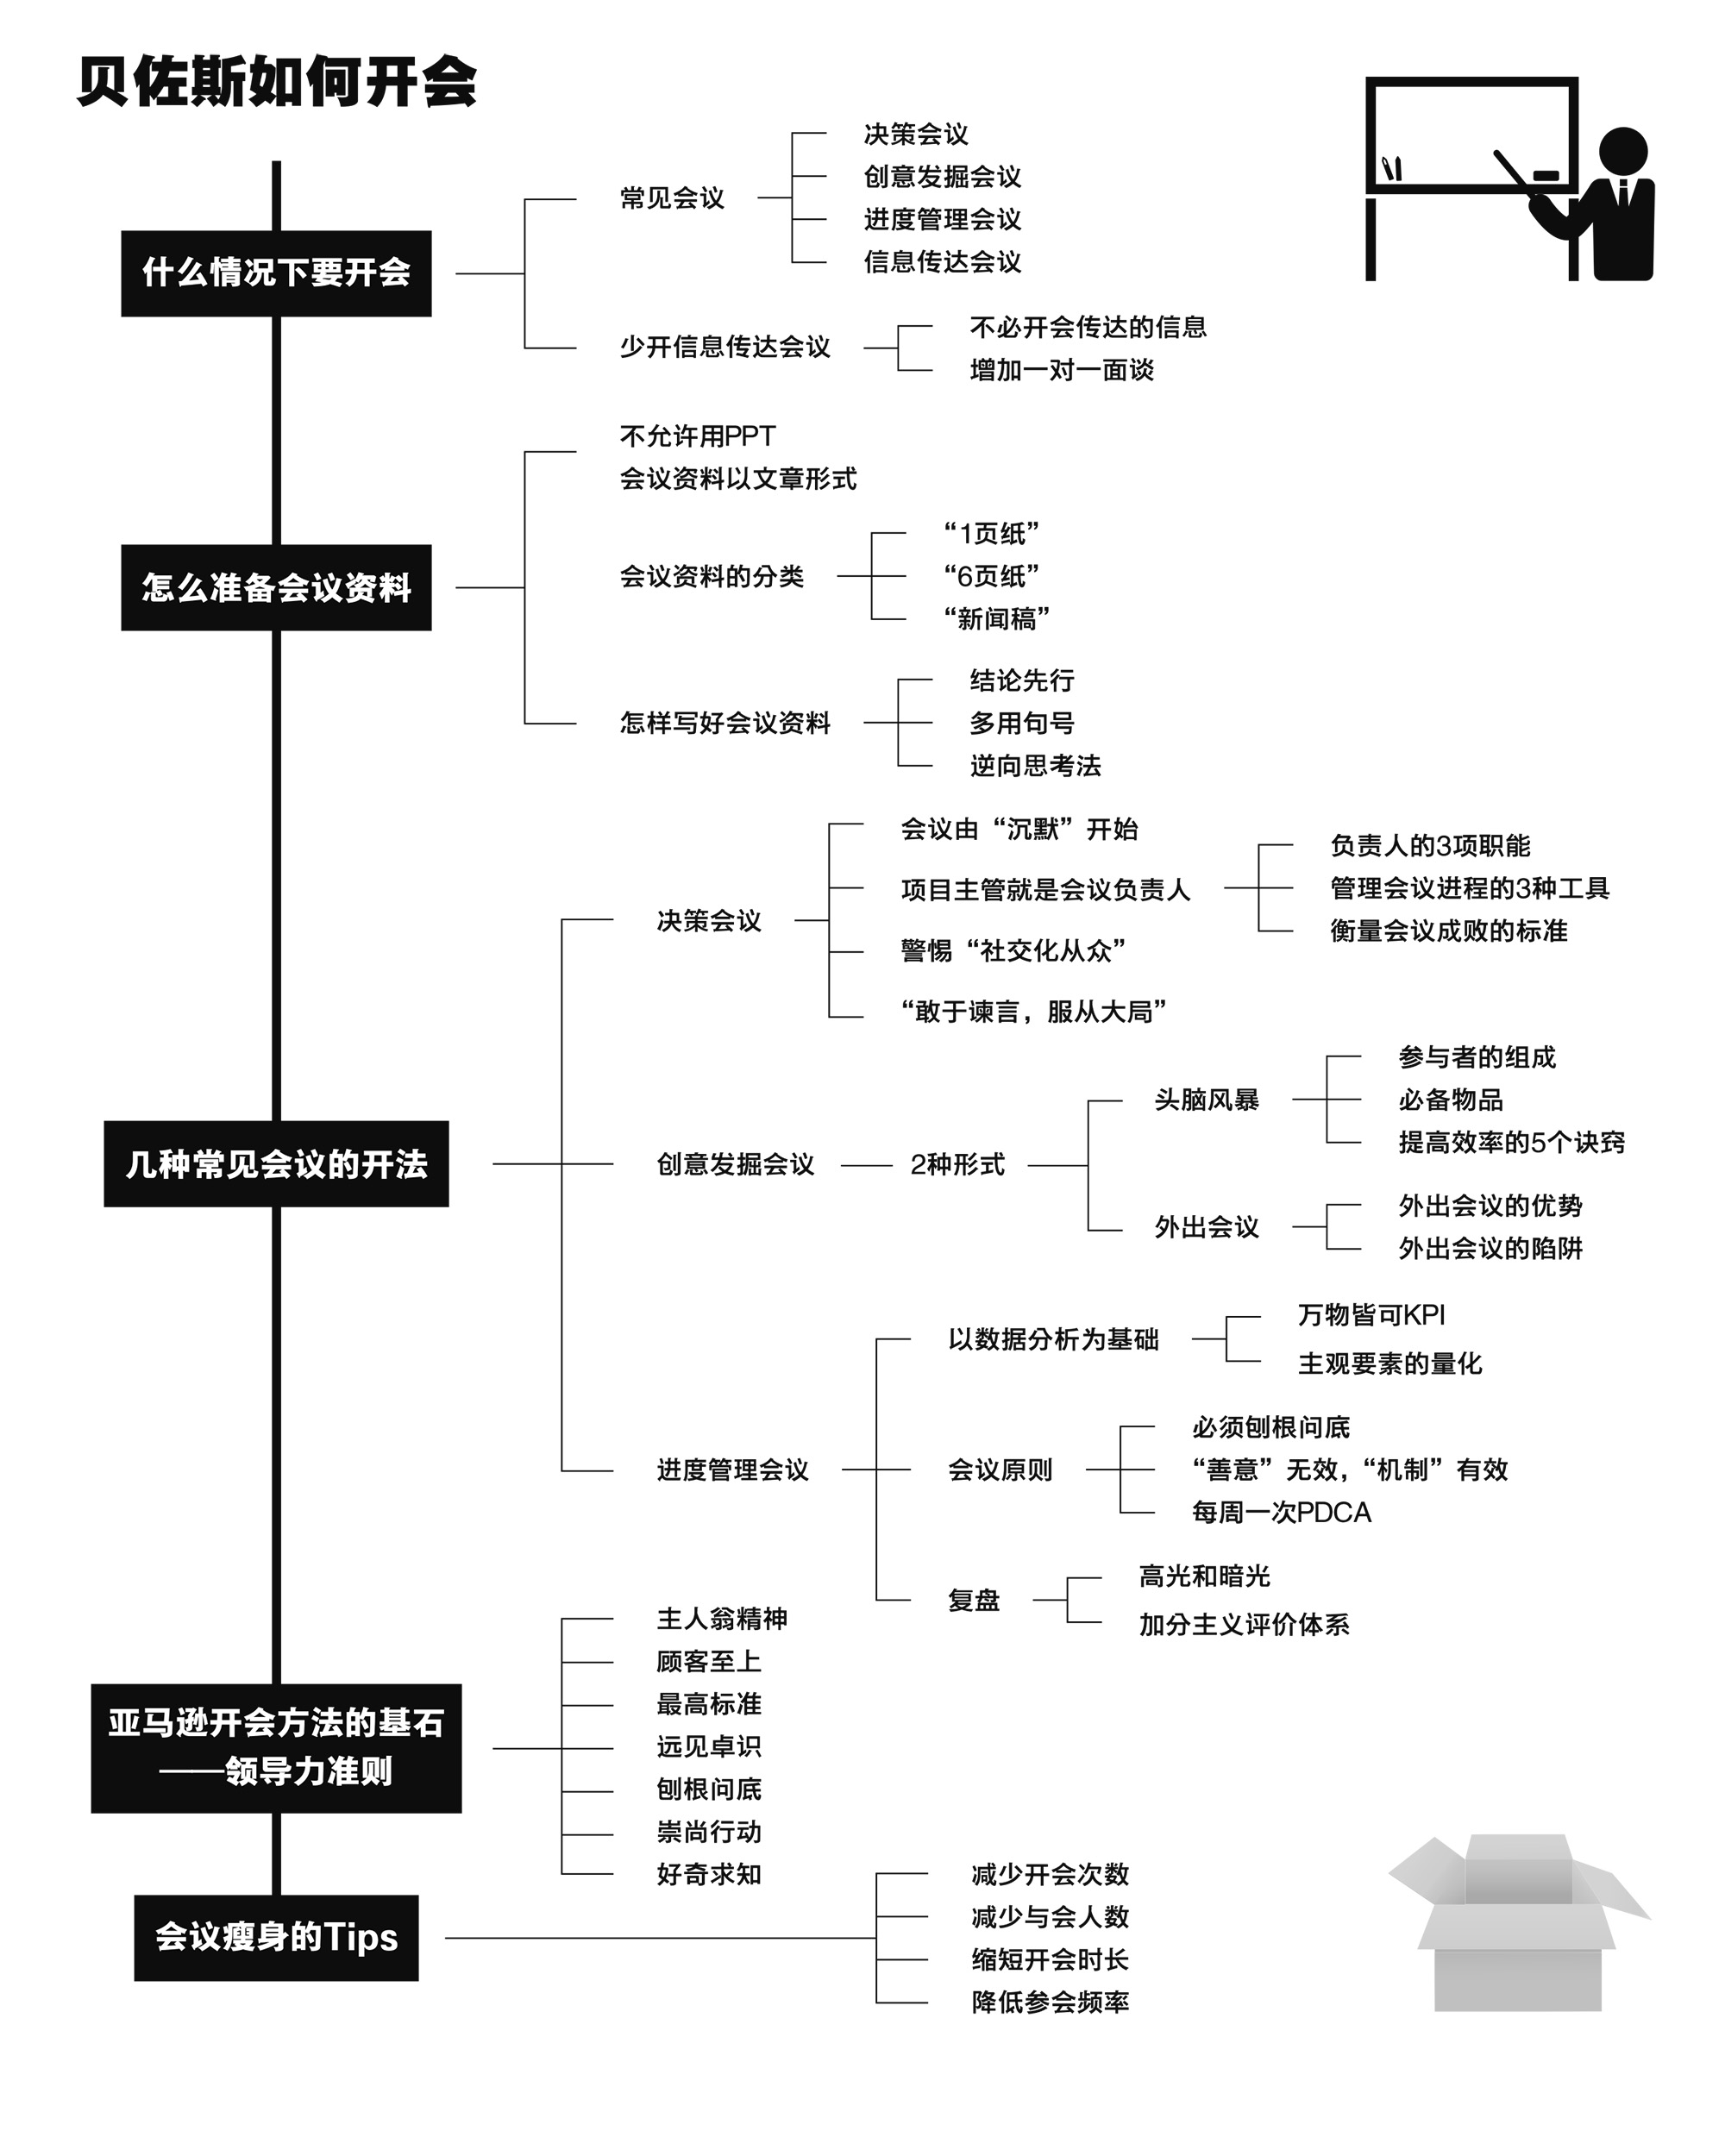 贝佐斯如何开会
什么情况下要开会
常见会议
决策会议
创意发掘会议
进度管理会议
信息传达会议
少开信息传达会议
不必开会传达的信息
增加一对一面谈
怎么准备会议资料
不允许用PPT
会议资料以文章形式
会议资料的分类
“1页纸”
“6页纸”
“新闻稿”
怎样写好会议资料
结论先行
多用句号
逆向思考法
几种常见会议的开法
决策会议
会议由“沉默”开始
项目主管就是会议负责人
负责人的3项职能
管理会议进程的3种工具
衡量会议成败的标准
警惕“社交化从众”
“敢于谏言，服从大局”
创意发掘会议
2种形式
头脑风暴
参与者的组成
必备物品
提高效率的5个诀窍
外出会议
外出会议的优势
外出会议的陷阱
进度管理会议
以数据分析为基础
万物皆可KPI
主观要素的量化
会议原则
必须刨根问底
“善意”无效，“机制”有效
每周一次PDCA
复盘
高光和暗光
加分主义评价体系
亚马逊开会方法的基石
——领导力准则
主人翁精神
顾客至上
最高标准
远见卓识
刨根问底
崇尚行动
好奇求知
会议瘦身的Tips
减少开会次数
减少与会人数
缩短开会时长
降低参会频率